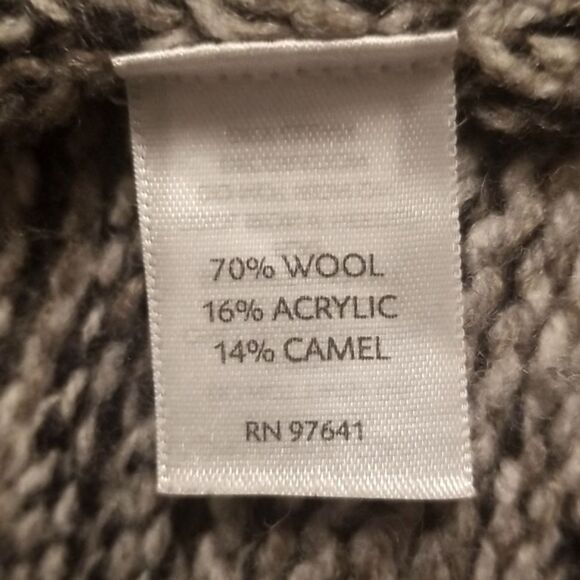 70% WOOL
16% ACRYLIC
14% CAMEL
RN 97641